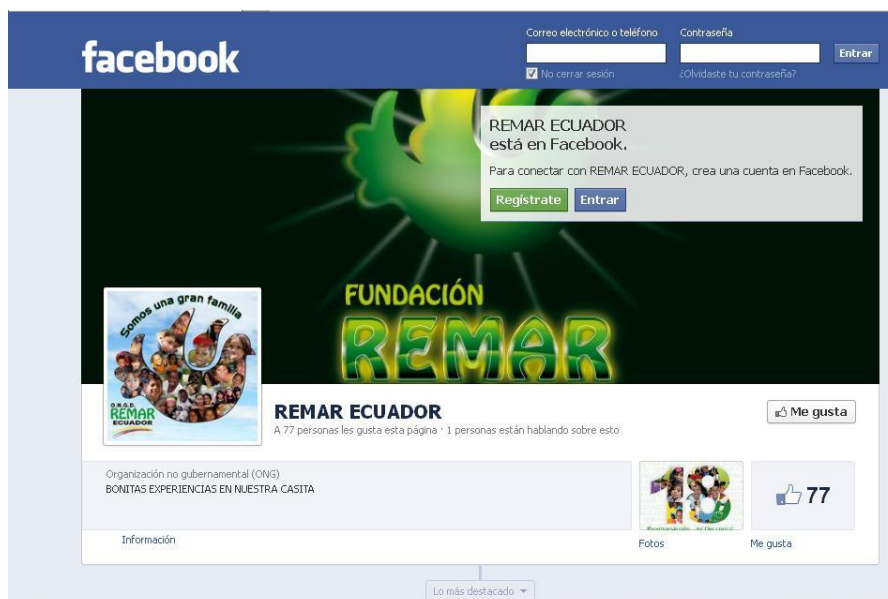 facebook
Correo electrónico o teléfono
Contraseña
Entrar
No cerrar sesión
¿Olvidaste tu contraseña?
REMAR ECUADOR
está en Facebook.
Para conectar con REMAR ECUADOR, crea una cuenta en Facebook.
Regístrate
Entrar
FUNDACIÓN
REMAR
Somos una gran familia
O.N.G.D.
REMAR
ECUADOR
REMAR ECUADOR
A 77 personas les gusta esta página · 1 personas están hablando sobre esto
Me gusta
Organización no gubernamental (ONG)
BONITAS EXPERIENCIAS EN NUESTRA CASITA
18
77
Información
Fotos
Me gusta
Lo más destacado